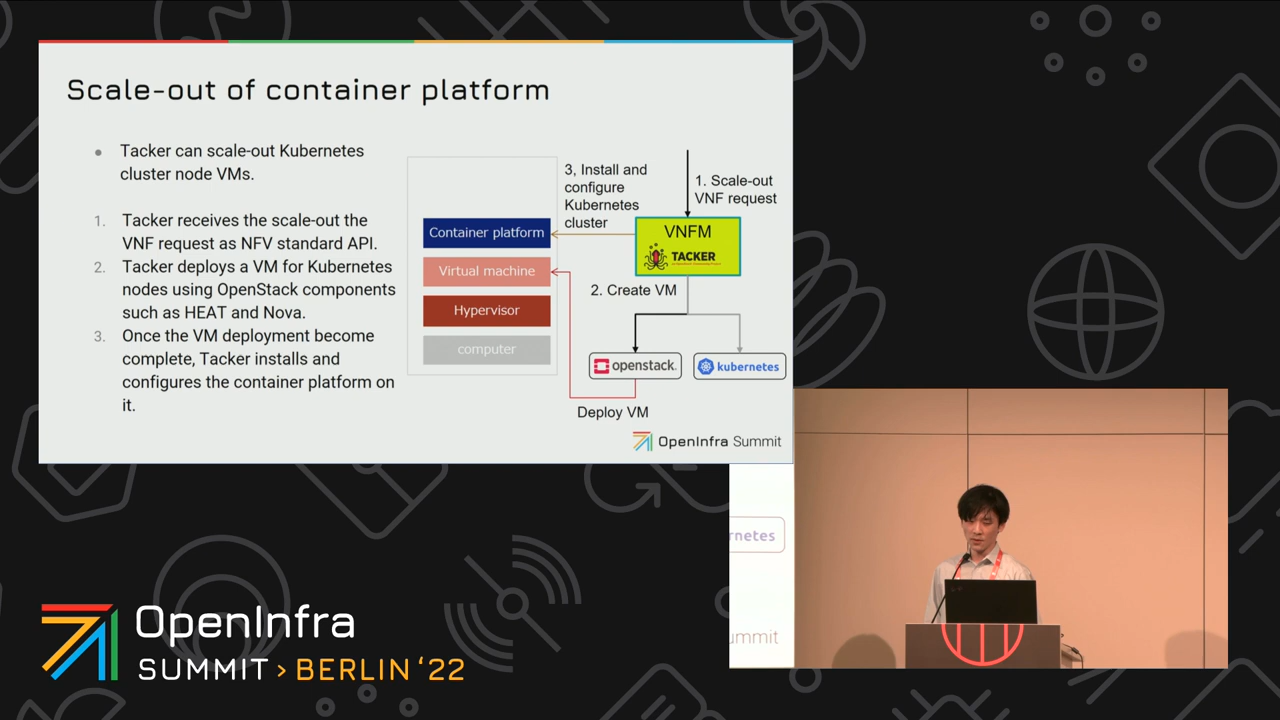 Scale-out of container platform
Tacker can scale-out Kubernetes
cluster node VMs.
1. Tacker receives the scale-out the
VNF request as NFV standard API.
2. Tacker deploys a VM for Kubernetes
nodes using OpenStack components
such as HEAT and Nova.
3. Once the VM deployment become
complete, Tacker installs and
configures the container platform on
it.
3, Install and
configure
Kubernetes
cluster
1. Scale-out
VNF request
Container platform
Virtual machine
Hypervisor
computer
VNFM
TACKER
2. Create VM
openstack.
kubernetes
Deploy VM
OpenInfra Summit
rnetes
ummit
OpenInfra
SUMMIT > BERLIN '22